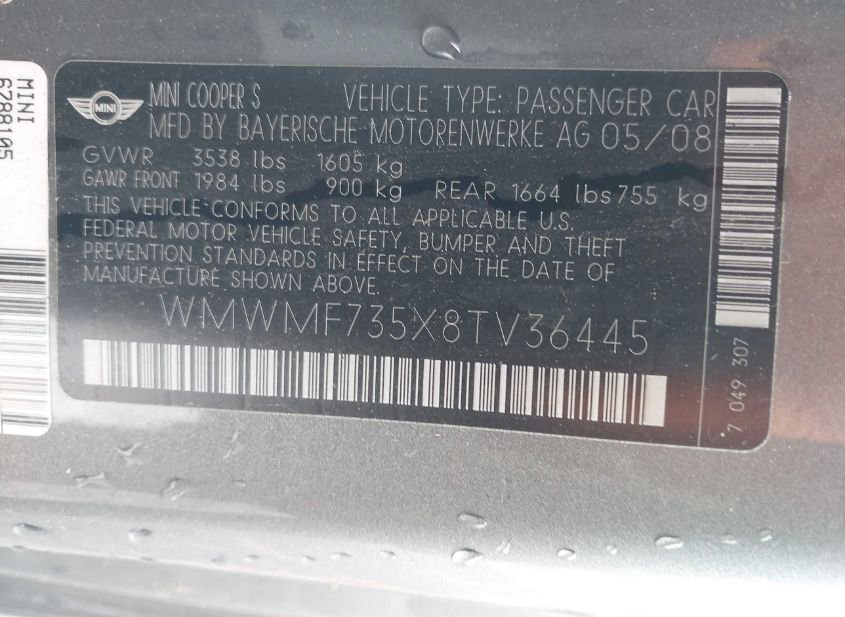 MINI
6788105
MINI
MINI COOPER S VEHICLE TYPE: PASSENGER CAR
MFD BY BAYERISCHE MOTORENWERKE AG 05/08
GVWR 3538 lbs 1605 kg
GAWR FRONT 1984 lbs 900 kg REAR 1664 lbs 755 kg
THIS VEHICLE CONFORMS TO ALL APPLICABLE U.S.
FEDERAL MOTOR VEHICLE SAFETY, BUMPER AND THEFT
PREVENTION STANDARDS IN EFFECT ON THE DATE OF
MANUFACTURE SHOWN ABOVE.
WMWMF735X8TV36445
7 049 307